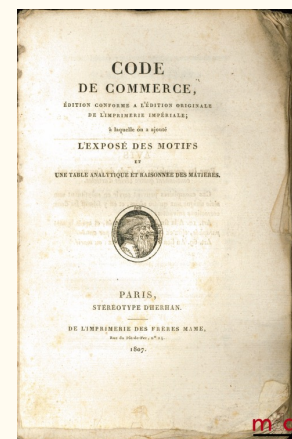 CODE
DE COMMERCE,
ÉDITION CONFORME A L'ÉDITION ORIGINALE
DE L'IMPRIMERIE IMPÉRIALE;
à laquelle on a ajouté
L'EXPOSÉ DES MOTIFS
ET
UNE TABLE ANALYTIQUE ET RAISONNÉE DES MATIÈRES.
PARIS,
STÉRÉOTYPE D'HERHAN.
DE L'IMPRIMERIE DES FRÈRES MAME,
1807.
m c